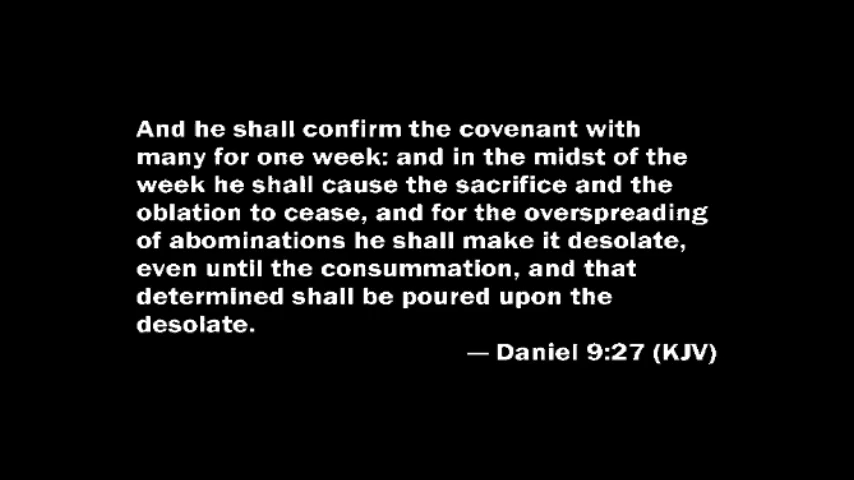 And he shall confirm the covenant with
many for one week: and in the midst of the
week he shall cause the sacrifice and the
oblation to cease, and for the overspreading
of abominations he shall make it desolate,
even until the consummation, and that
determined shall be poured upon the
desolate.
— Daniel 9:27 (KJV)